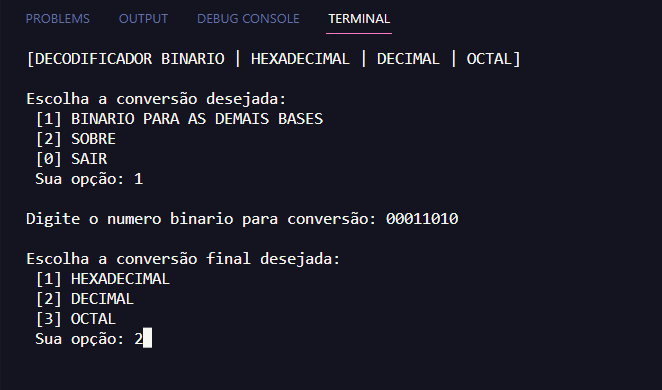 PROBLEMS OUTPUT DEBUG CONSOLE TERMINAL
[DECODIFICADOR BINARIO | HEXADECIMAL | DECIMAL | OCTAL]
Escolha a conversão desejada:
[1] BINARIO PARA AS DEMAIS BASES
[2] SOBRE
[0] SAIR
Sua opção: 1
Digite o numero binario para conversão: 00011010
Escolha a conversão final desejada:
[1] HEXADECIMAL
[2] DECIMAL
[3] OCTAL
Sua opção: 2